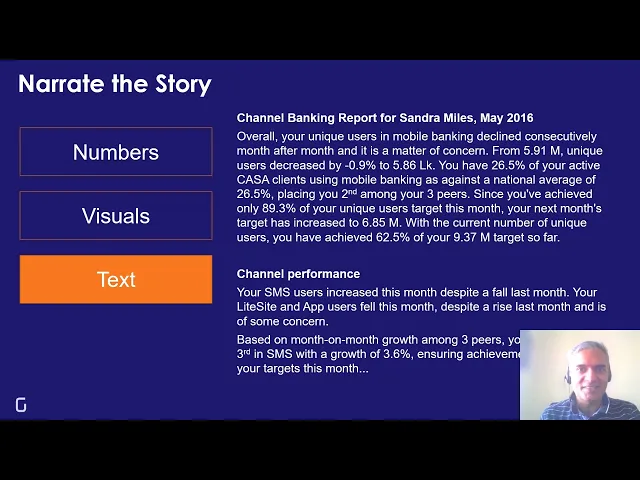 Narrate the Story
Numbers
Visuals
Text
Channel Banking Report for Sandra Miles, May 2016
Overall, your unique users in mobile banking declined consecutively
month after month and it is a matter of concern. From 5.91 M, unique
users decreased by -0.9% to 5.86 Lk. You have 26.5% of your active
CASA clients using mobile banking as against a national average of
26.5%, placing you 2nd among your 3 peers. Since you've achieved
only 89.3% of your unique users target this month, your next month's
target has increased to 6.85 M. With the current number of unique
users, you have achieved 62.5% of your 9.37 M target so far.
Channel performance
Your SMS users increased this month despite a fall last month. Your
LiteSite and App users fell this month, despite a rise last month and is
of some concern.
Based on month-on-month growth among 3 peers,
3rd in SMS with a growth of 3.6%, ensuring achievement
your targets this month...